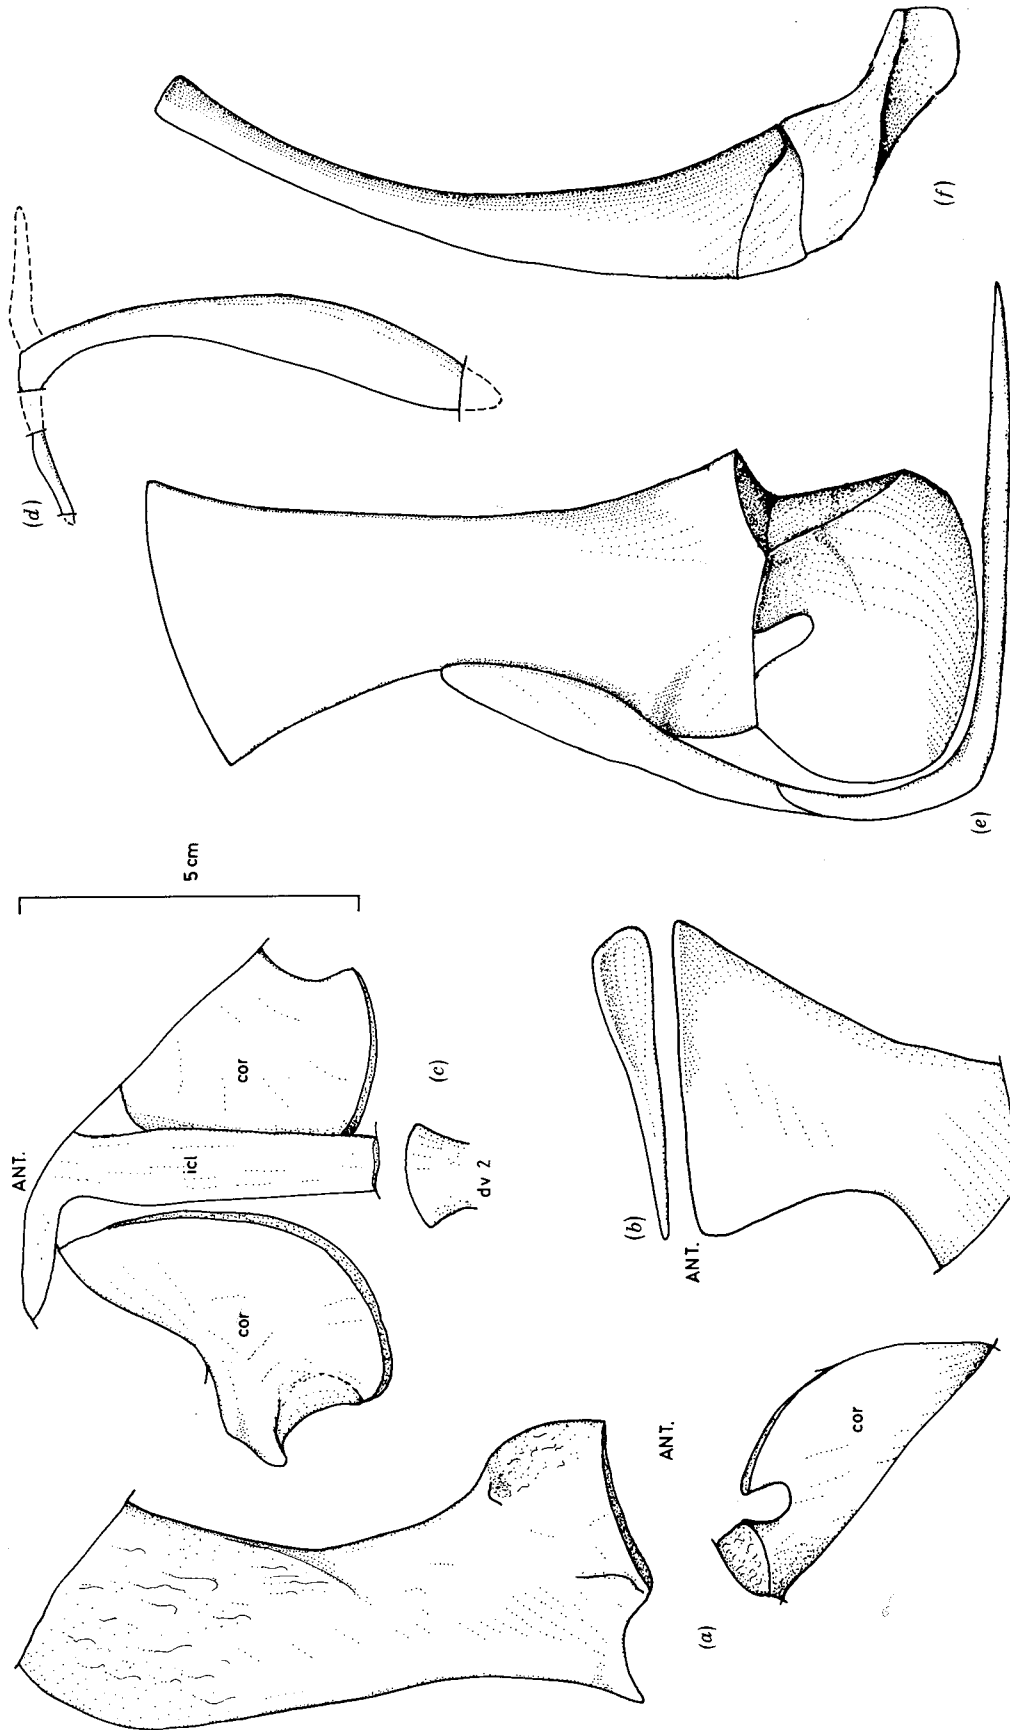 (a)
ANT.
cor
(b)
ANT.
(c)
ANT.
cor
icl
cor
dv 2
5 cm
(d)
(e)
(f)